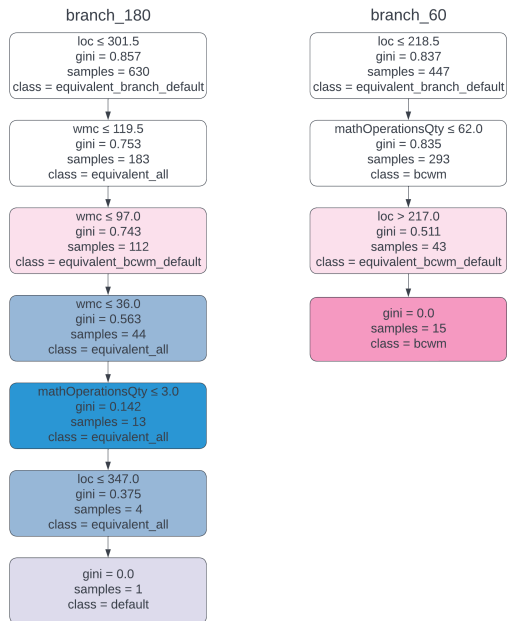 branch_180
loc ≤ 301.5
gini = 0.857
samples = 630
class = equivalent_branch_default
wmc ≤ 119.5
gini = 0.753
samples = 183
class = equivalent_all
wmc ≤ 97.0
gini = 0.743
samples = 112
class = equivalent_bcwm_default
wmc ≤ 36.0
gini = 0.563
samples = 44
class = equivalent_all
mathOperationsQty ≤ 3.0
gini = 0.142
samples = 13
class = equivalent_all
loc ≤ 347.0
gini = 0.375
samples = 4
class = equivalent_all
gini = 0.0
samples = 1
class = default
branch_60
loc ≤ 218.5
gini = 0.837
samples = 447
class = equivalent_branch_default
mathOperationsQty ≤ 62.0
gini = 0.835
samples = 293
class = bcwm
loc > 217.0
gini = 0.511
samples = 43
class = equivalent_bcwm_default
gini = 0.0
samples = 15
class = bcwm